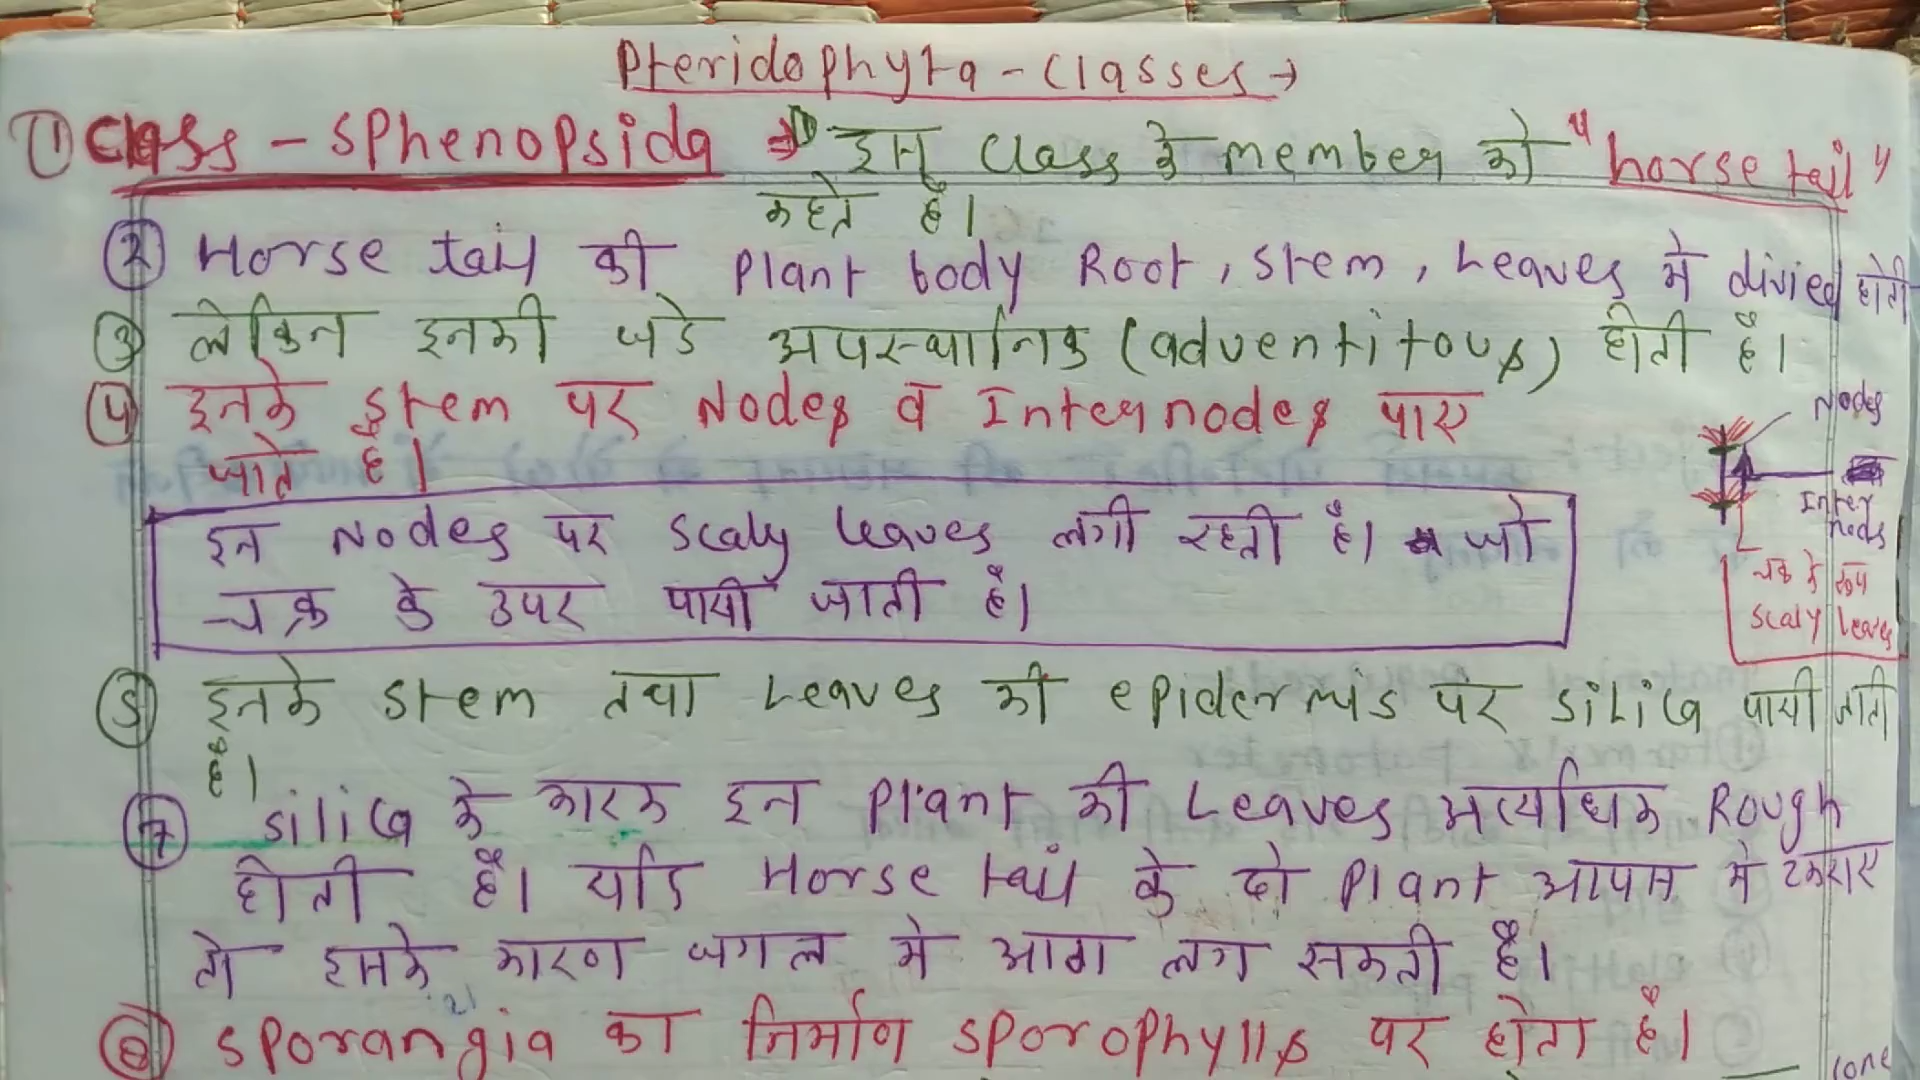 Pteridophyta - Classes →
① Class - Sphenopsida ⇒ ① इस Class के member को "horse tail"
कहते है।
② Horse tail की Plant body Root, Stem, Leaves मे divied होती
③ लेकिन इनकी जडे अपस्थानिक (adventitous) होती है।
④ इनके Stem पर Nodes व Internodes पाए
जाते है।
Nodes
Inter
nods
इन Nodes पर Scaly leaves लगी रहती है। जो
चक्र के उपर पायी जाती है।
चक्र के रूप
scaly leaves
⑤ इनके Stem तथा Leaves की epidermis पर Silica पायी जाती
है।
⑦ Silica के कारक इन Plant की Leaves अत्यधिक Rough
होती है। यदि Horse tail के दो Plant आपस मे टकराए
तो इसके कारण जगल मे आग लग सकती है।
⑧ Sporangia का निर्माण Sporophylls पर होता है।
cone